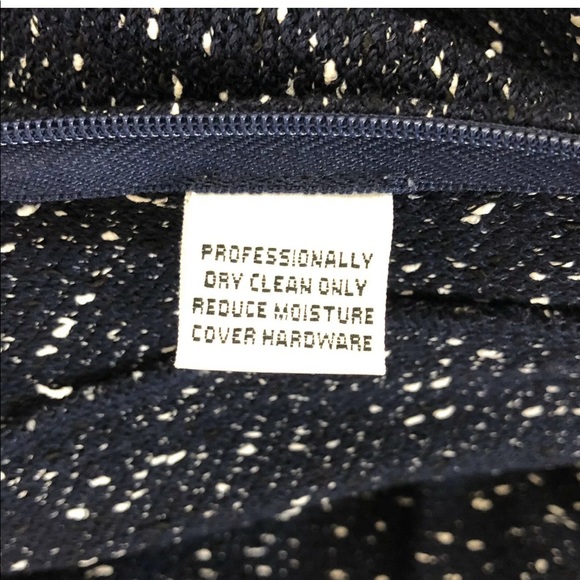 PROFESSIONALLY
DRY CLEAN ONLY
REDUCE MOISTURE
COVER HARDWARE